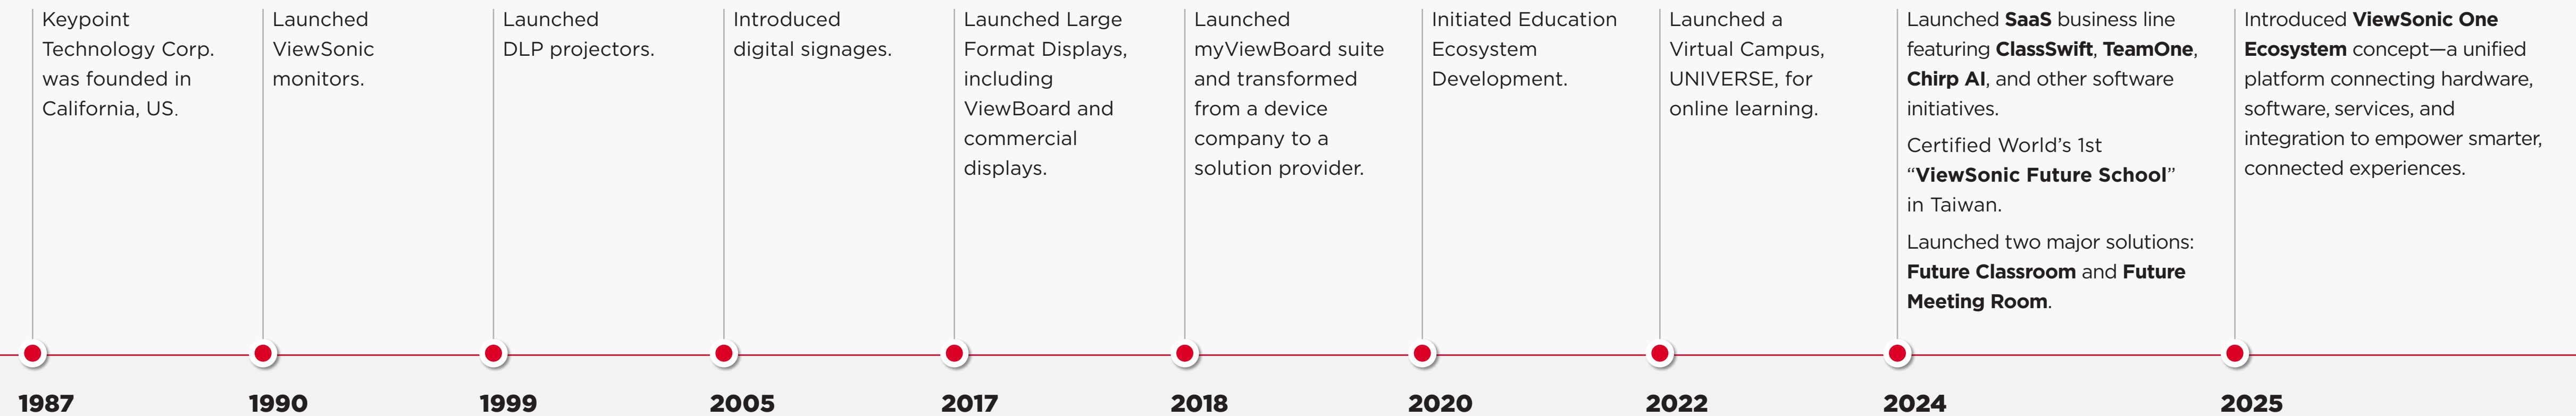 Keypoint
Technology Corp.
was founded in
California, US.
1987
Launched
ViewSonic
monitors.
1990
Launched
DLP projectors.
1999
Introduced
digital signages.
2005
Launched Large
Format Displays,
including
ViewBoard and
commercial
displays.
2017
Launched
myViewBoard suite
and transformed
from a device
company to a
solution provider.
2018
Initiated Education
Ecosystem
Development.
2020
Launched a
Virtual Campus,
UNIVERSE, for
online learning.
2022
Launched SaaS business line
featuring ClassSwift, TeamOne,
Chirp AI, and other software
initiatives.
Certified World’s 1st
“ViewSonic Future School”
in Taiwan.
Launched two major solutions:
Future Classroom and Future
Meeting Room.
2024
Introduced ViewSonic One
Ecosystem concept—a unified
platform connecting hardware,
software, services, and
integration to empower smarter,
connected experiences.
2025